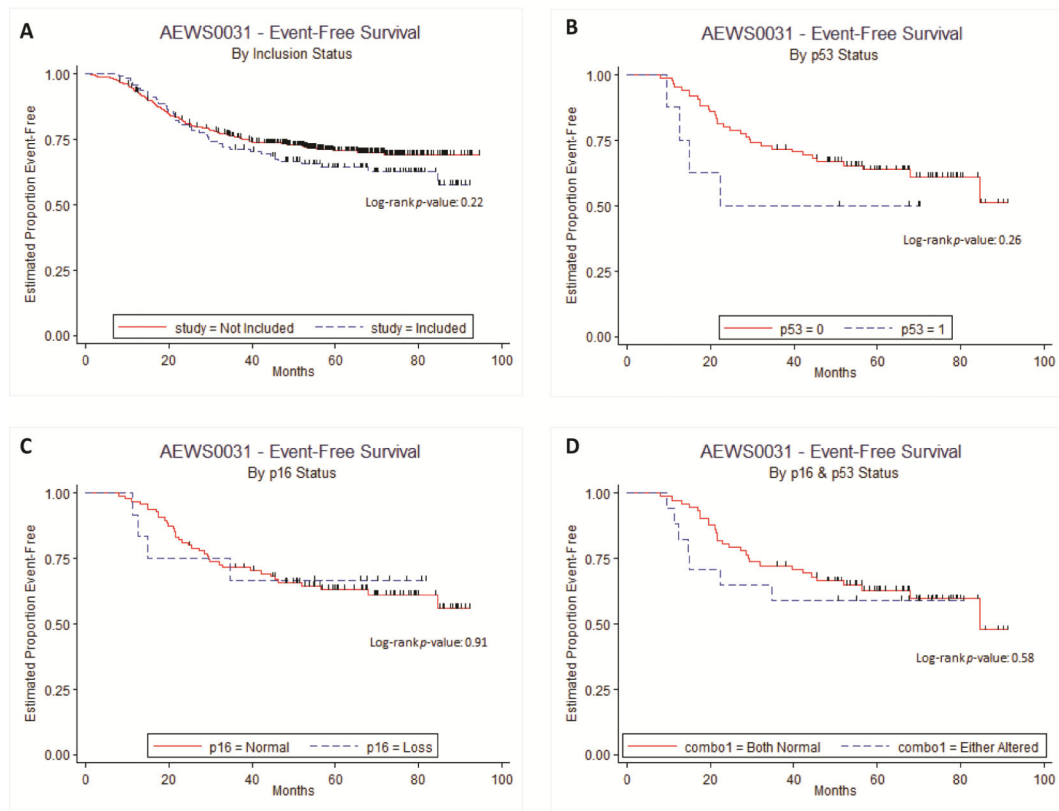 A
AEWS0031 - Event-Free Survival
By Inclusion Status
Estimated Proportion Event-Free
1.00
0.75
0.50
0.25
0.00
Log-rank p-value: 0.22
study = Not Included study = Included
0 20 40 60 80 100
Months
B
AEWS0031 - Event-Free Survival
By p53 Status
Estimated Proportion Event-Free
1.00
0.75
0.50
0.25
0.00
Log-rank p-value: 0.26
p53 = 0 p53 = 1
0 20 40 60 80 100
Months
C
AEWS0031 - Event-Free Survival
By p16 Status
Estimated Proportion Event-Free
1.00
0.75
0.50
0.25
0.00
Log-rank p-value: 0.91
p16 = Normal p16 = Loss
0 20 40 60 80 100
Months
D
AEWS0031 - Event-Free Survival
By p16 & p53 Status
Estimated Proportion Event-Free
1.00
0.75
0.50
0.25
0.00
Log-rank p-value: 0.58
combo1 = Both Normal combo1 = Either Altered
0 20 40 60 80 100
Months